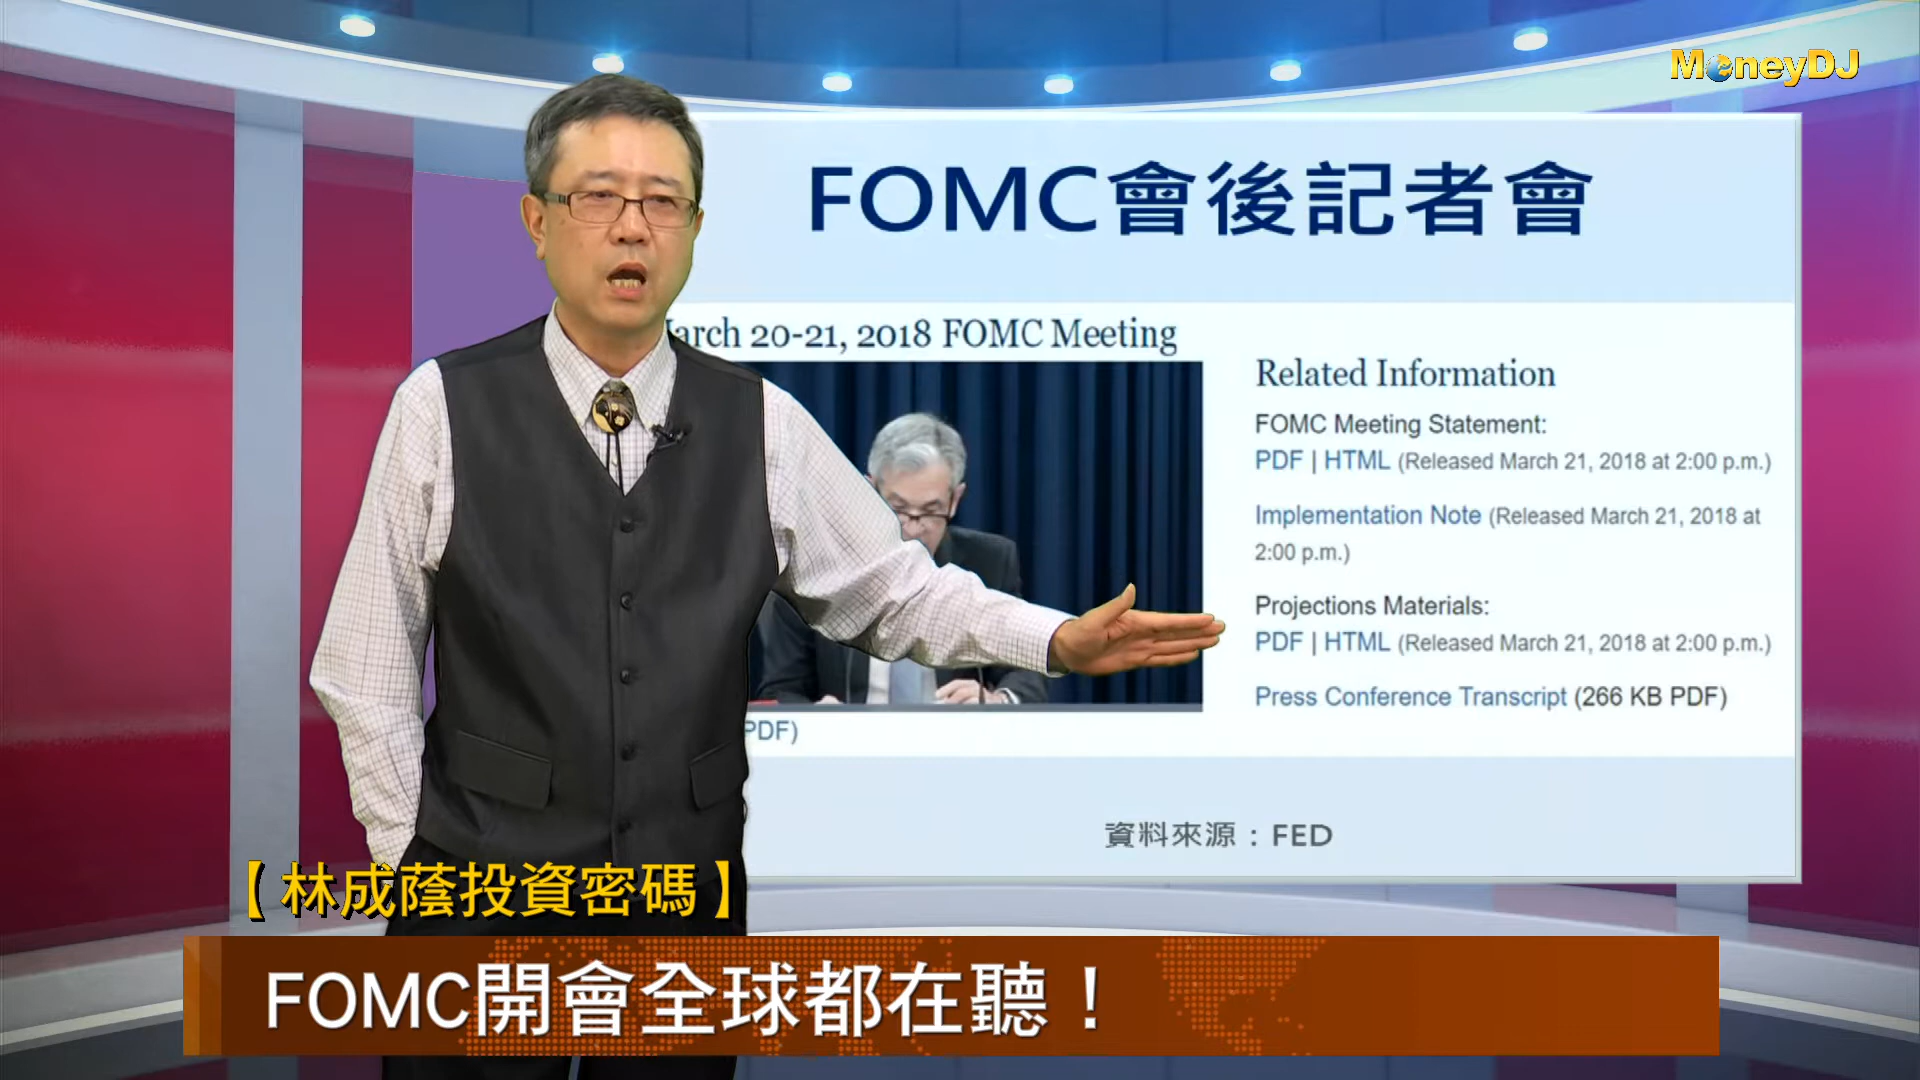 MoneyDJ
FOMC會後記者會
March 20-21, 2018 FOMC Meeting
Related Information
FOMC Meeting Statement:
PDF | HTML (Released March 21, 2018 at 2:00 p.m.)
Implementation Note (Released March 21, 2018 at
2:00 p.m.)
Projections Materials:
PDF | HTML (Released March 21, 2018 at 2:00 p.m.)
Press Conference Transcript (266 KB PDF)
PDF)
資料來源：FED
【林成蔭投資密碼】
FOMC開會全球都在聽！